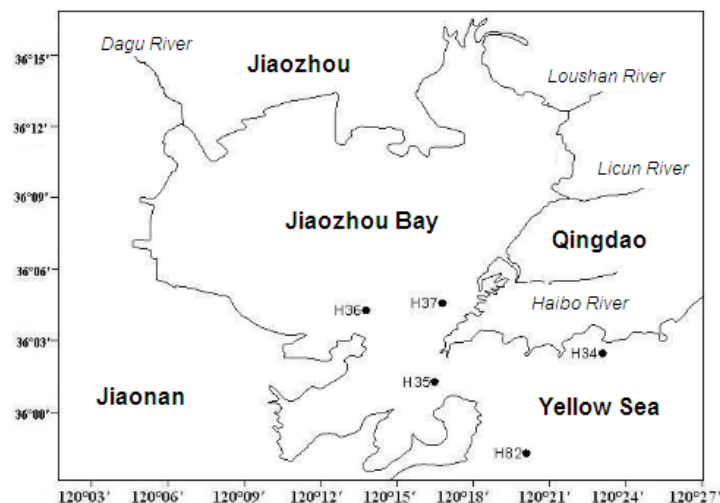 Dagu River
Jiaozhou
Loushan River
Licun River
Jiaozhou Bay
Qingdao
Haibo River
H36
H37
H34
H35
Jiaonan
Yellow Sea
H82
36°15′
36°12′
36°09′
36°06′
36°03′
36°00′
120°03′ 120°06′ 120°09′ 120°12′ 120°15′ 120°18′ 120°21′ 120°24′ 120°27′